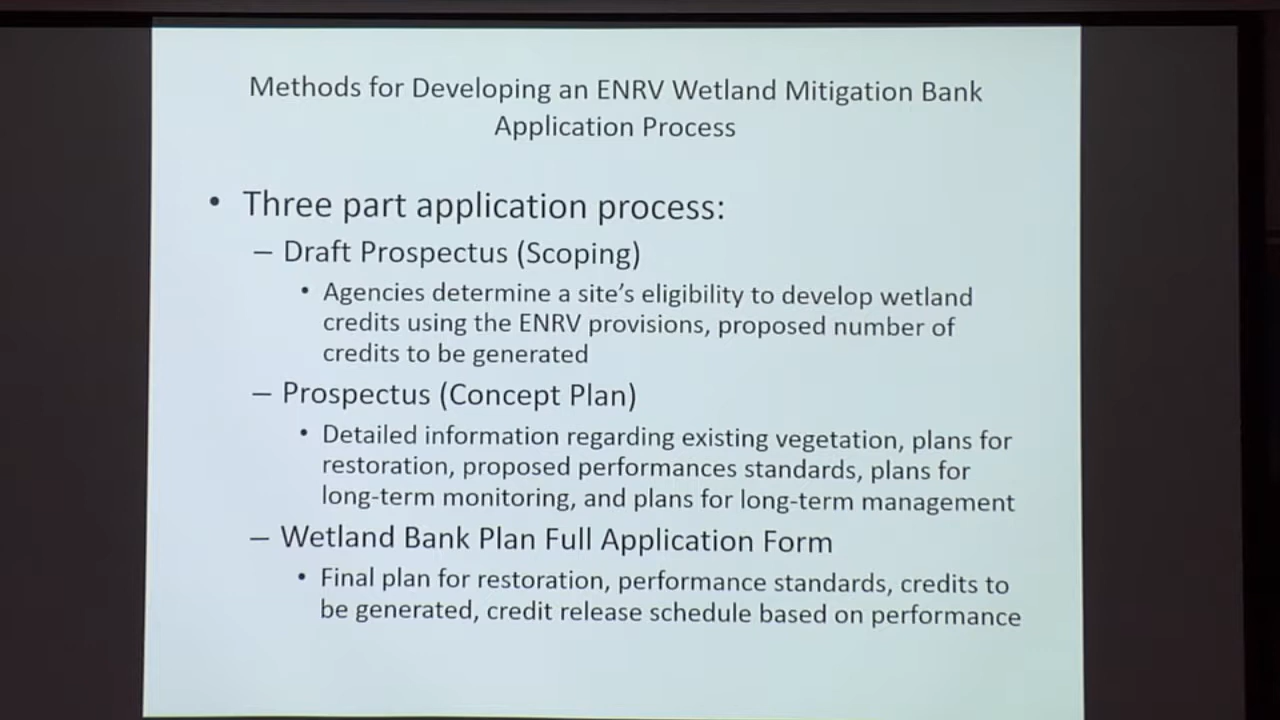 Methods for Developing an ENRV Wetland Mitigation Bank
Application Process
• Three part application process:
– Draft Prospectus (Scoping)
• Agencies determine a site's eligibility to develop wetland
credits using the ENRV provisions, proposed number of
credits to be generated
– Prospectus (Concept Plan)
• Detailed information regarding existing vegetation, plans for
restoration, proposed performances standards, plans for
long-term monitoring, and plans for long-term management
– Wetland Bank Plan Full Application Form
• Final plan for restoration, performance standards, credits to
be generated, credit release schedule based on performance